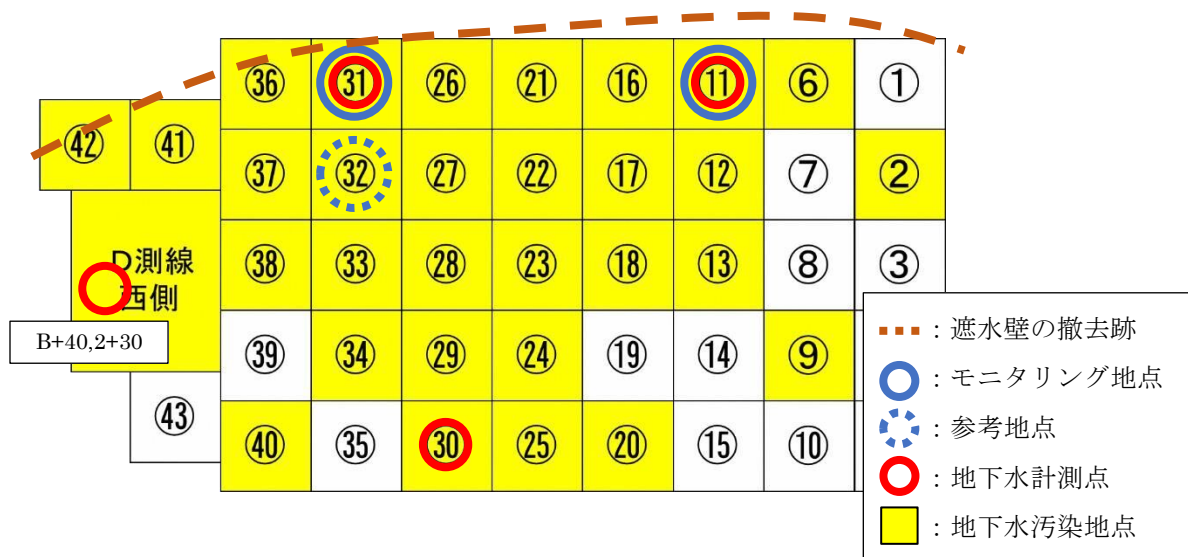 ㊱ ㉛ ㉖ ㉑ ⑯ ⑪ ⑥ ①
㊷ ㊶
㊲ ㉜ ㉗ ㉒ ⑰ ⑫ ⑦ ②
D測線
西側
㊳ ㉝ ㉘ ㉓ ⑱ ⑬ ⑧ ③
B+40,2+30
㊴ ㉞ ㉙ ㉔ ⑲ ⑭ ⑨
㊸
㊵ ㉟ ㉚ ㉕ ⑳ ⑮ ⑩
：遮水壁の撤去跡
：モニタリング地点
：参考地点
：地下水計測点
：地下水汚染地点